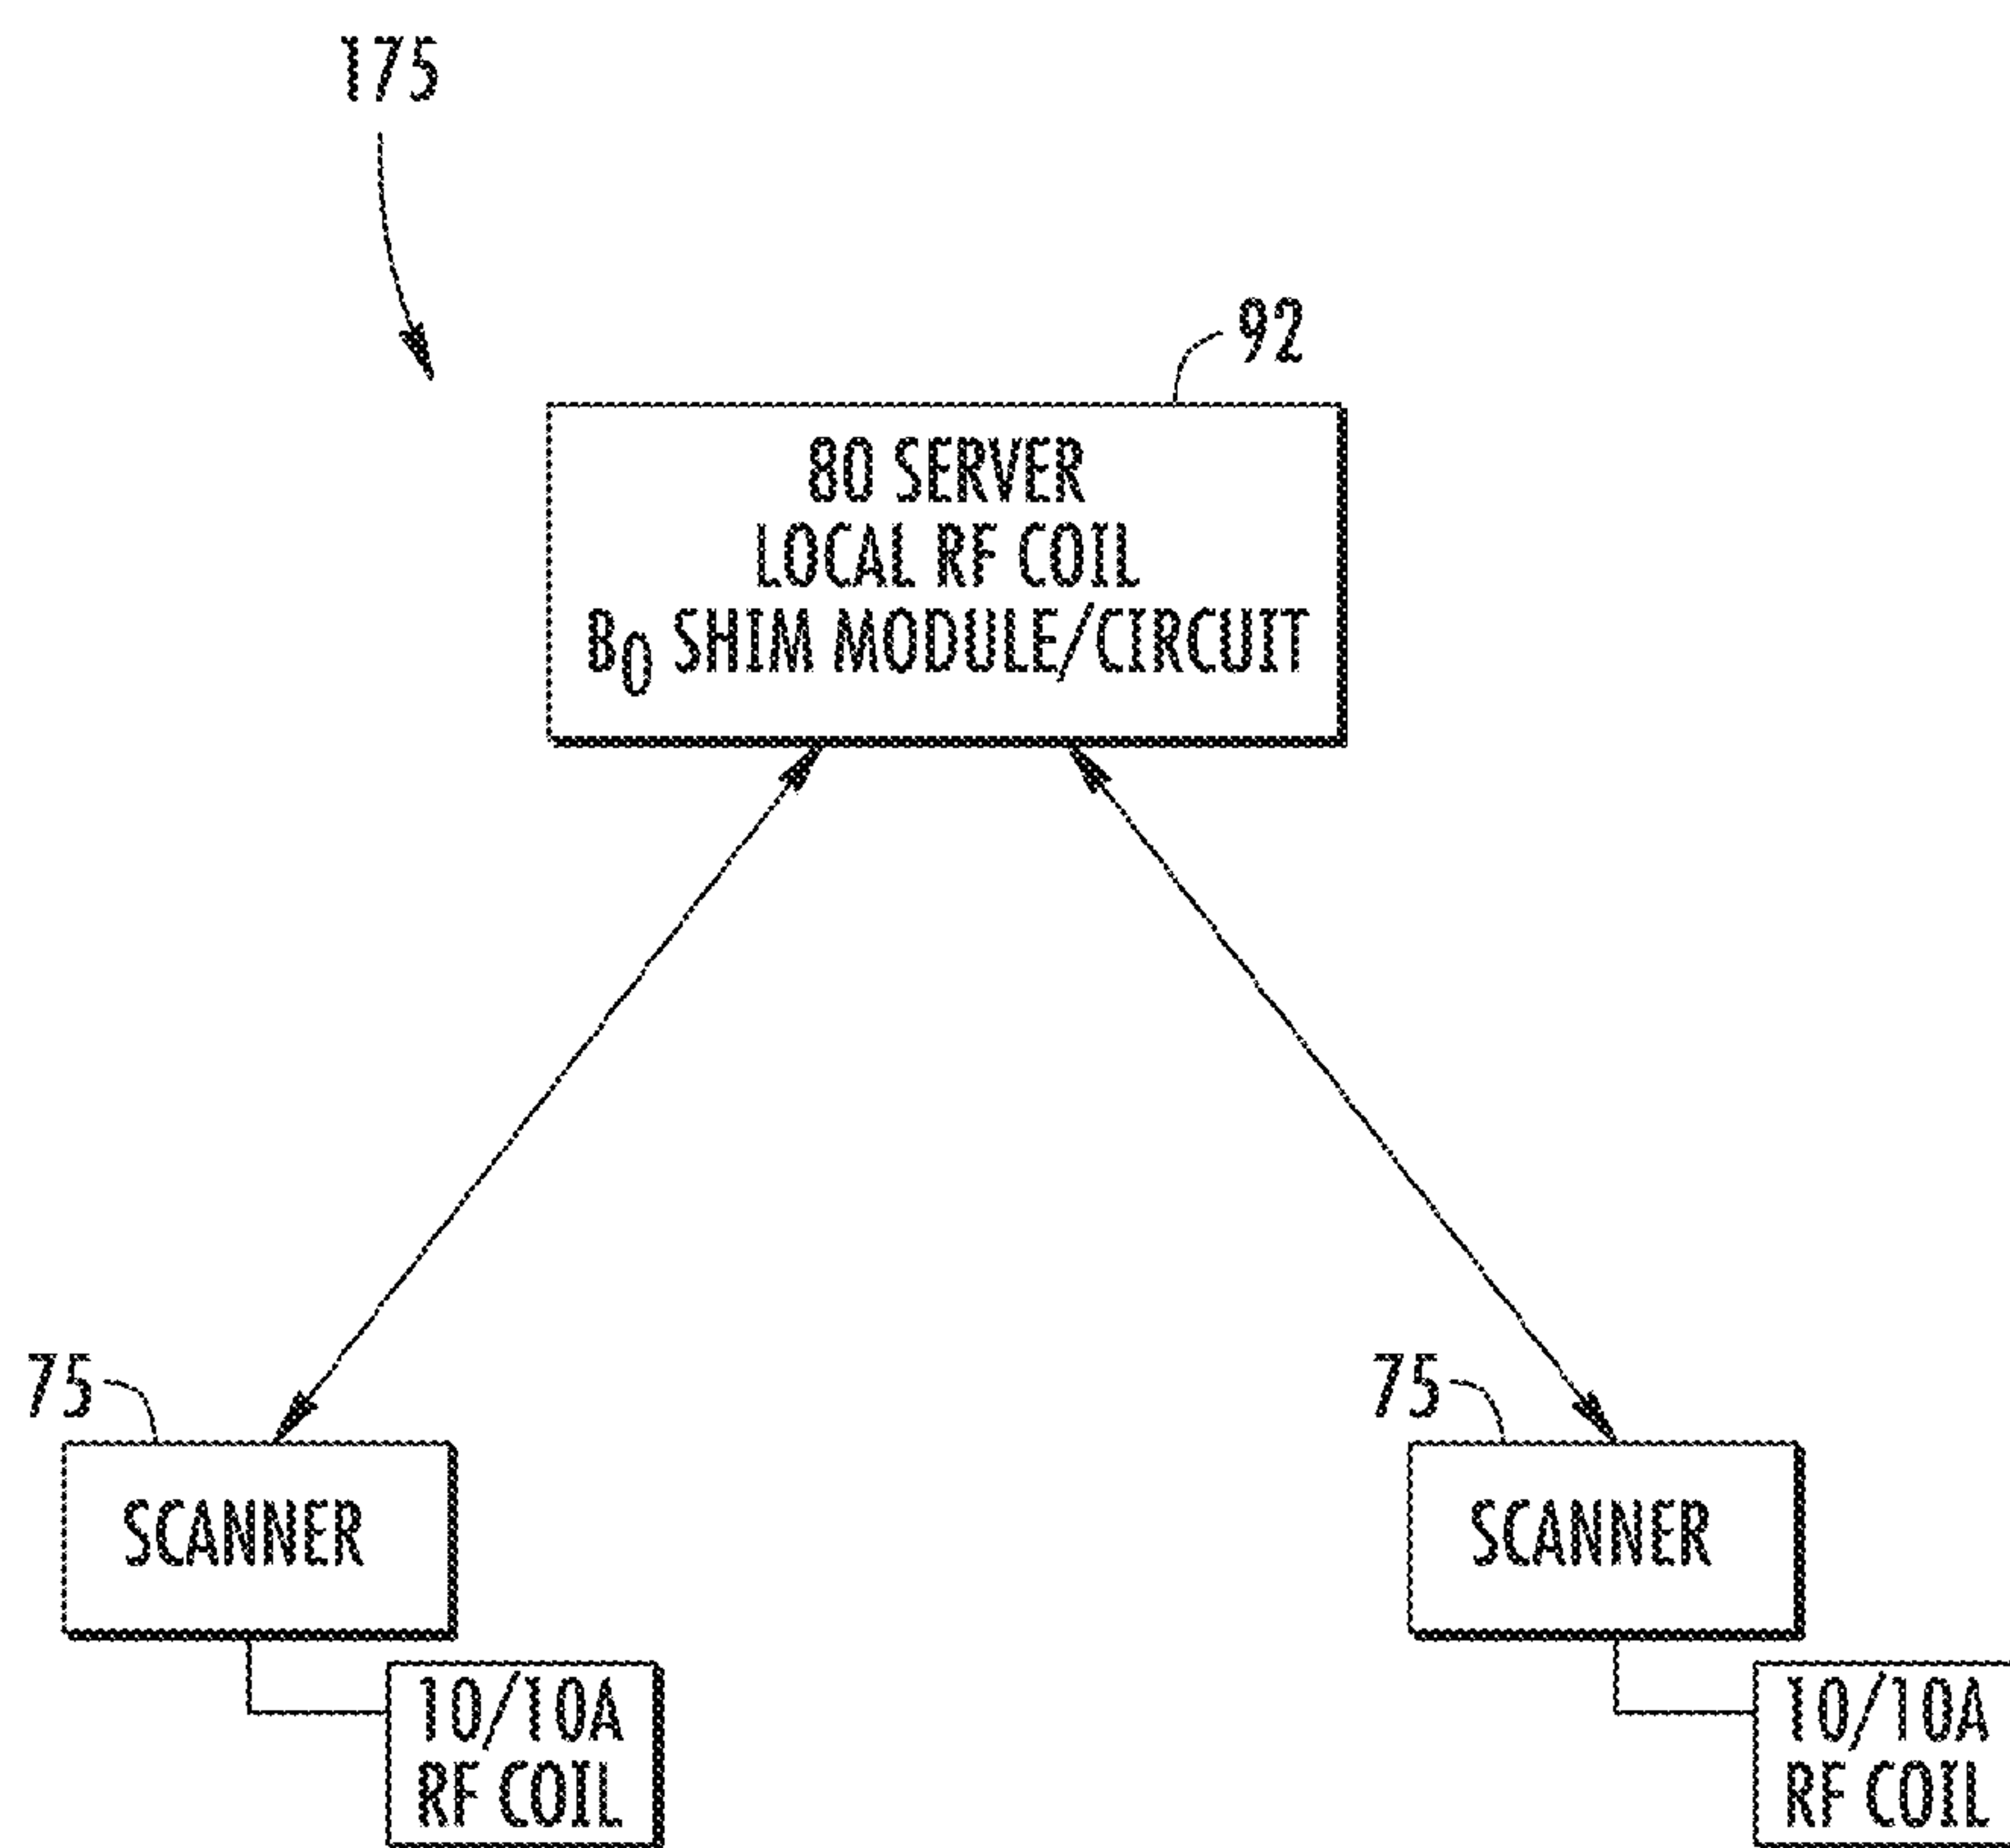 175
92
80 SERVER
LOCAL RF COIL
B₀ SHIM MODULE/CIRCUIT
75
75
SCANNER
SCANNER
10/10A
RF COIL
10/10A
RF COIL